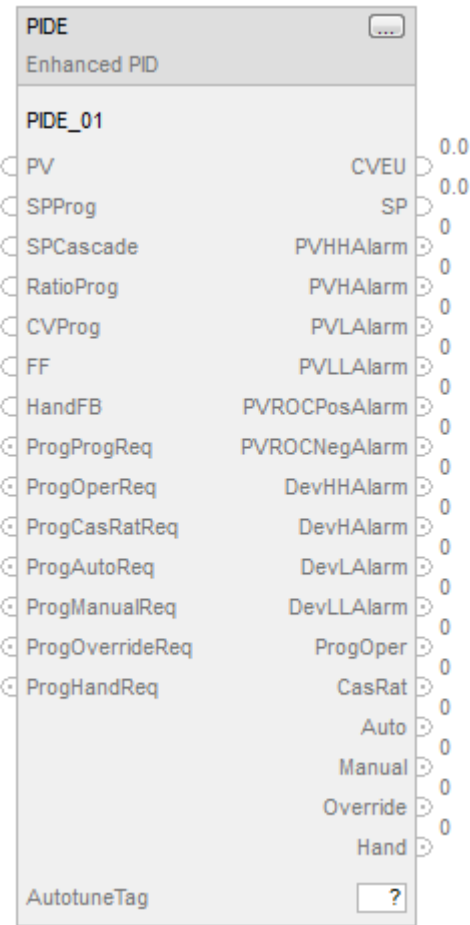 PIDE ...
Enhanced PID
PIDE_01
0.0
PV CVEU
0.0
SPProg SP
0
SPCascade PVHHAlarm
0
RatioProg PVHAlarm
0
CVProg PVLAlarm
0
FF PVLLAlarm
0
HandFB PVROCPosAlarm
0
ProgProgReq PVROCNegAlarm
0
ProgOperReq DevHHAlarm
0
ProgCasRatReq DevHAlarm
0
ProgAutoReq DevLAlarm
0
ProgManualReq DevLLAlarm
0
ProgOverrideReq ProgOper
0
ProgHandReq CasRat
0
Auto
0
Manual
0
Override
0
Hand
AutotuneTag ?